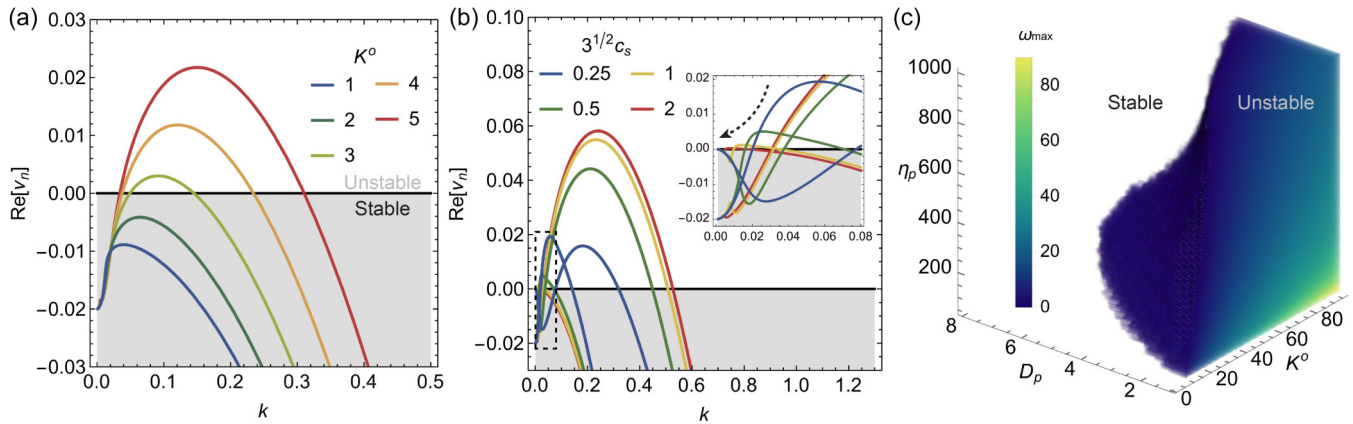 (a)
Re[νn]
0.03
0.02
0.01
0.00
−0.01
−0.02
−0.03
K^o
1 4
2 5
3
Unstable
Stable
0.0 0.1 0.2 0.3 0.4 0.5
k
(b)
Re[νn]
0.10
0.08
0.06
0.04
0.02
0.00
−0.02
3^1/2 c_s
0.25 1
0.5 2
0.02
0.01
0.00
−0.01
−0.02
0.00 0.02 0.04 0.06 0.08
0.0 0.2 0.4 0.6 0.8 1.0 1.2
k
(c)
ωmax
80
60
40
20
0
Stable
Unstable
η_p
1000
800
600
400
200
8 6 4 2
D_p
0 20 40 60 80
K^o